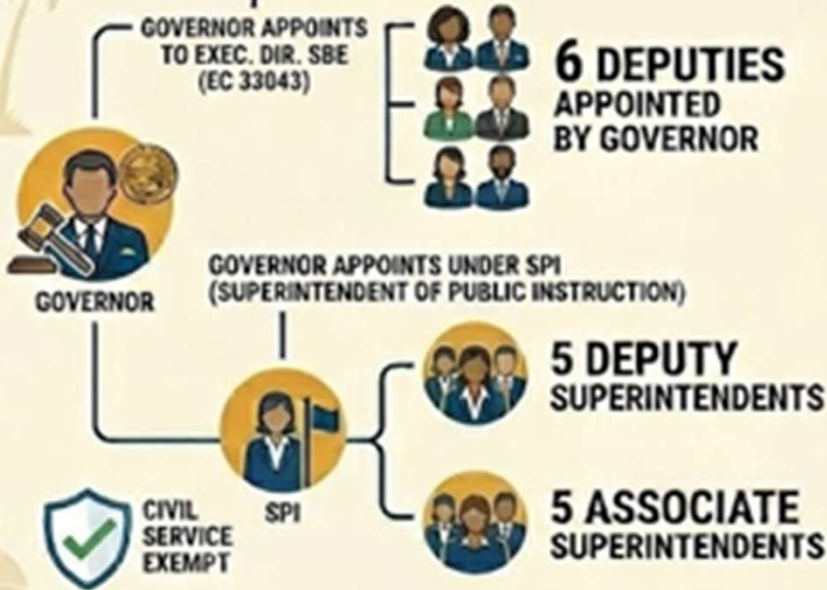 GOVERNOR APPOINTS
TO EXEC. DIR. SBE
(EC 33043)
6 DEPUTIES
APPOINTED
BY GOVERNOR
GOVERNOR
GOVERNOR APPOINTS UNDER SPI
(SUPERINTENDENT OF PUBLIC INSTRUCTION)
5 DEPUTY
SUPERINTENDENTS
SPI
5 ASSOCIATE
SUPERINTENDENTS
CIVIL
SERVICE
EXEMPT